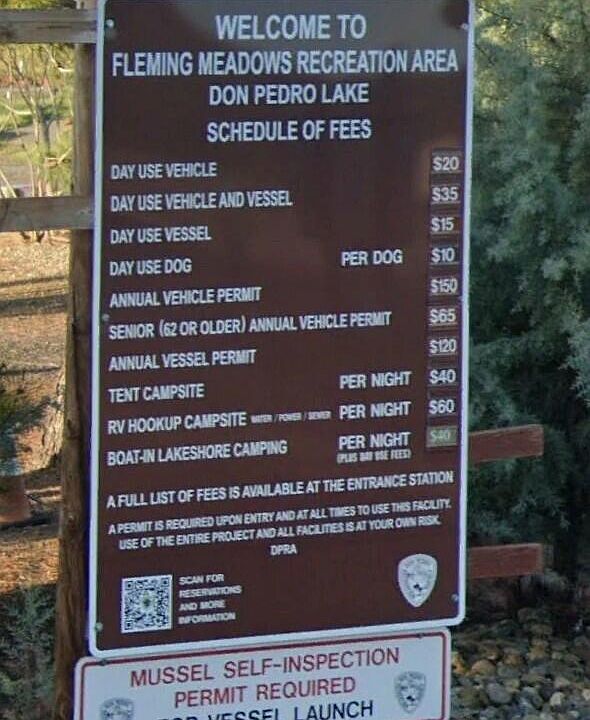 WELCOME TO
FLEMING MEADOWS RECREATION AREA
DON PEDRO LAKE
SCHEDULE OF FEES
DAY USE VEHICLE $20
DAY USE VEHICLE AND VESSEL $35
DAY USE VESSEL $15
DAY USE DOG PER DOG $10
ANNUAL VEHICLE PERMIT $150
SENIOR (62 OR OLDER) ANNUAL VEHICLE PERMIT $65
ANNUAL VESSEL PERMIT $120
TENT CAMPSITE PER NIGHT $40
RV HOOKUP CAMPSITE WATER / POWER / SEWER PER NIGHT $60
BOAT-IN LAKESHORE CAMPING PER NIGHT $40
(PLUS DAY USE FEES)
A FULL LIST OF FEES IS AVAILABLE AT THE ENTRANCE STATION
A PERMIT IS REQUIRED UPON ENTRY AND AT ALL TIMES TO USE THIS FACILITY.
USE OF THE ENTIRE PROJECT AND ALL FACILITIES IS AT YOUR OWN RISK.
DPRA
SCAN FOR
RESERVATIONS
AND MORE
INFORMATION
MUSSEL SELF-INSPECTION
PERMIT REQUIRED
FOR VESSEL LAUNCH